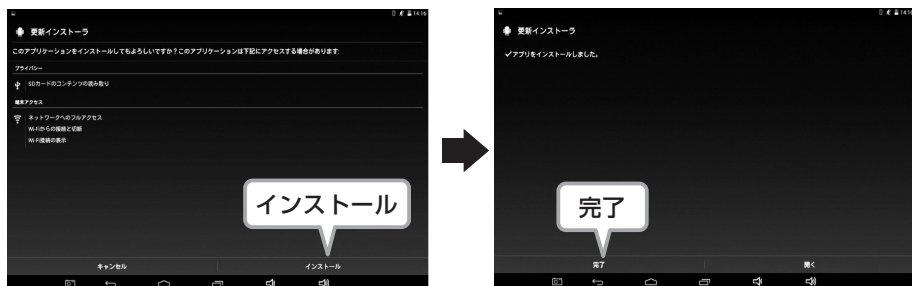 14:16
更新インストーラ
このアプリケーションをインストールしてもよろしいですか？このアプリケーションは下記にアクセスする場合があります:
プライバシー
SDカードのコンテンツの読み取り
端末アクセス
ネットワークへのフルアクセス
Wi-Fiからの接続と切断
Wi-Fi接続の表示
インストール
キャンセル
インストール
14:16
更新インストーラ
✓アプリをインストールしました。
完了
完了
開く